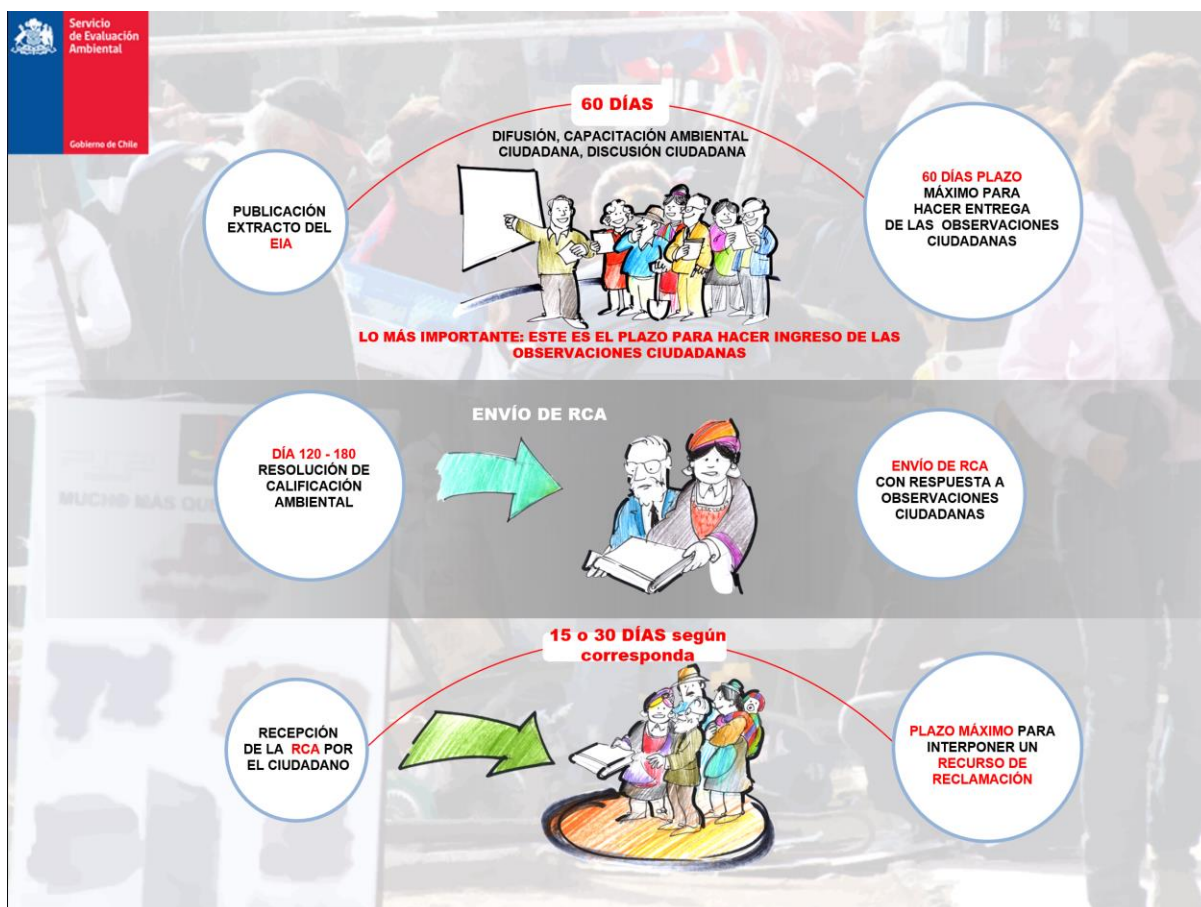 Servicio
de Evaluación
Ambiental
Gobierno de Chile
60 DÍAS
DIFUSIÓN, CAPACITACIÓN AMBIENTAL
CIUDADANA, DISCUSIÓN CIUDADANA
PUBLICACIÓN
EXTRACTO DEL
EIA
60 DÍAS PLAZO
MÁXIMO PARA
HACER ENTREGA
DE LAS OBSERVACIONES
CIUDADANAS
LO MÁS IMPORTANTE: ESTE ES EL PLAZO PARA HACER INGRESO DE LAS
OBSERVACIONES CIUDADANAS
ENVÍO DE RCA
DÍA 120 - 180
RESOLUCIÓN DE
CALIFICACIÓN
AMBIENTAL
ENVÍO DE RCA
CON RESPUESTA A
OBSERVACIONES
CIUDADANAS
MUCH@ MÁS QUE
15 o 30 DÍAS según
corresponda
RECEPCIÓN
DE LA RCA POR
EL CIUDADANO
PLAZO MÁXIMO PARA
INTERPONER UN
RECURSO DE
RECLAMACIÓN